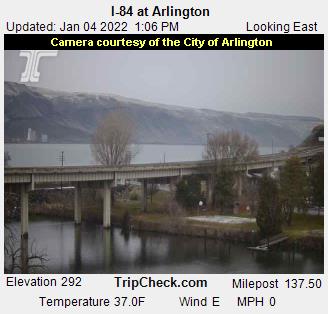 I-84 at Arlington
Updated: Jan 04 2022 1:06 PM Looking East
Camera courtesy of the City of Arlington
Elevation 292 TripCheck.com Milepost 137.50
Temperature 37.0F Wind E MPH 0